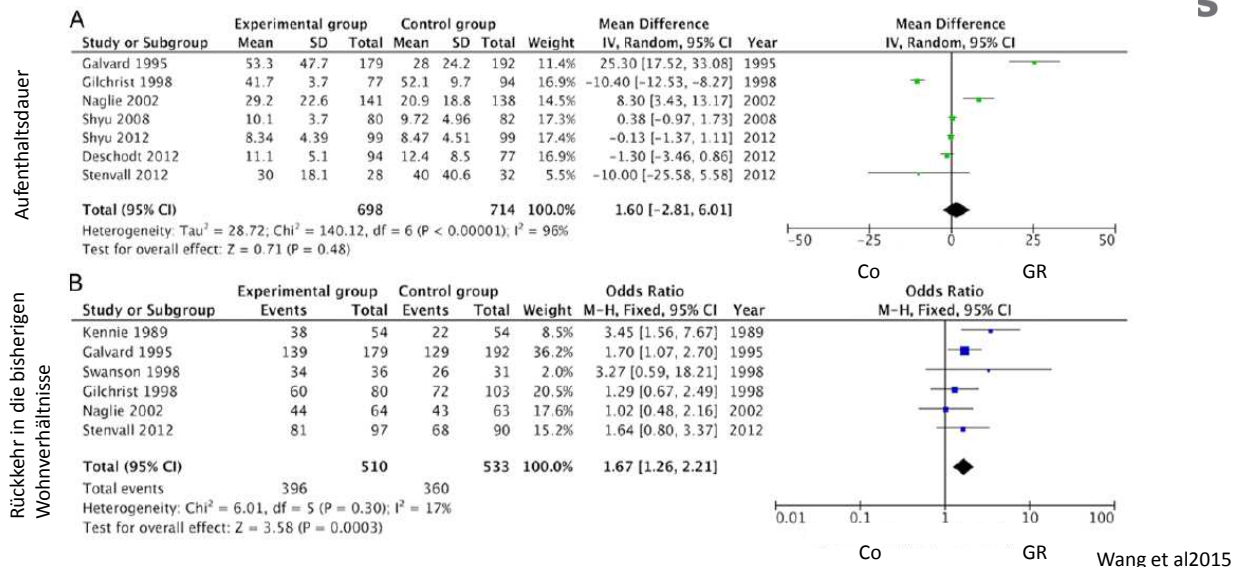 s
A
Experimental group Control group Mean Difference Mean Difference
Study or Subgroup Mean SD Total Mean SD Total Weight IV, Random, 95% CI Year IV, Random, 95% CI
Galvard 1995 53.3 47.7 179 28 24.2 192 11.4% 25.30 [17.52, 33.08] 1995
Gilchrist 1998 41.7 3.7 77 52.1 9.7 94 16.9% -10.40 [-12.53, -8.27] 1998
Naglie 2002 29.2 22.6 141 20.9 18.8 138 14.5% 8.30 [3.43, 13.17] 2002
Shyu 2008 10.1 3.7 80 9.72 4.96 82 17.3% 0.38 [-0.97, 1.73] 2008
Shyu 2012 8.34 4.39 99 8.47 4.51 99 17.4% -0.13 [-1.37, 1.11] 2012
Deschodt 2012 11.1 5.1 94 12.4 8.5 77 16.9% -1.30 [-3.46, 0.86] 2012
Stenvall 2012 30 18.1 28 40 40.6 32 5.5% -10.00 [-25.58, 5.58] 2012
Total (95% CI) 698 714 100.0% 1.60 [-2.81, 6.01]
Heterogeneity: Tau² = 28.72; Chi² = 140.12, df = 6 (P < 0.00001); I² = 96%
Test for overall effect: Z = 0.71 (P = 0.48)
-50 -25 0 25 50
Co GR
Aufenthaltsdauer
B
Experimental group Control group Odds Ratio Odds Ratio
Study or Subgroup Events Total Events Total Weight M-H, Fixed, 95% CI Year M-H, Fixed, 95% CI
Kennie 1989 38 54 22 54 8.5% 3.45 [1.56, 7.67] 1989
Galvard 1995 139 179 129 192 36.2% 1.70 [1.07, 2.70] 1995
Swanson 1998 34 36 26 31 2.0% 3.27 [0.59, 18.21] 1998
Gilchrist 1998 60 80 72 103 20.5% 1.29 [0.67, 2.49] 1998
Naglie 2002 44 64 43 63 17.6% 1.02 [0.48, 2.16] 2002
Stenvall 2012 81 97 68 90 15.2% 1.64 [0.80, 3.37] 2012
Total (95% CI) 510 533 100.0% 1.67 [1.26, 2.21]
Total events 396 360
Heterogeneity: Chi² = 6.01, df = 5 (P = 0.30); I² = 17%
Test for overall effect: Z = 3.58 (P = 0.0003)
0.01 0.1 1 10 100
Co GR
Rückkehr in die bisherigen
Wohnverhältnisse
Wang et al2015